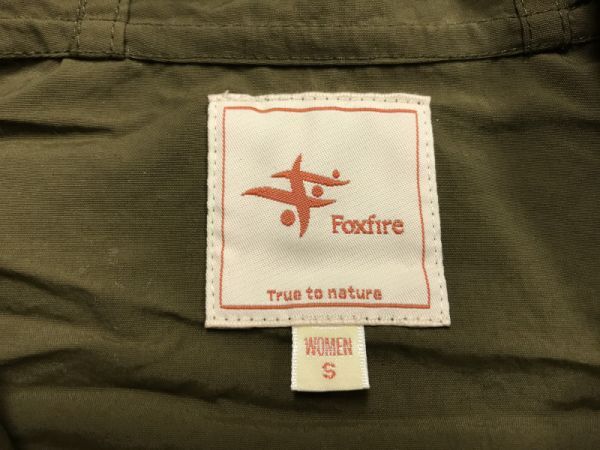 Foxfire
True to nature
WOMEN
S